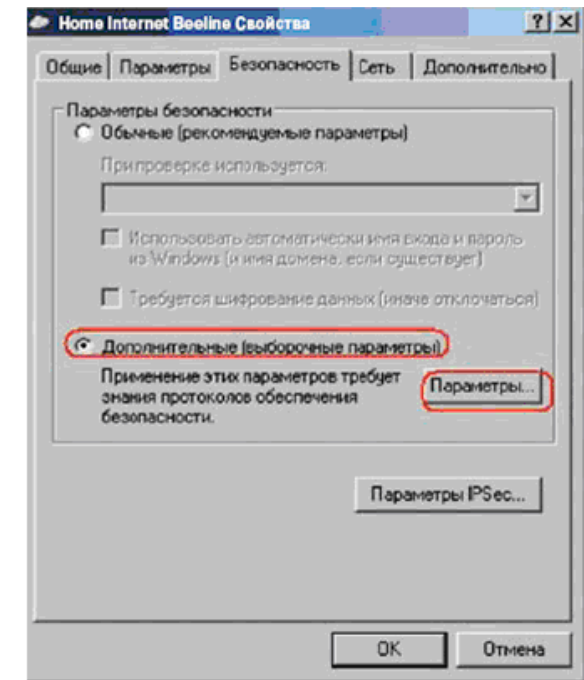 Home Internet Beeline Свойства
Общие Параметры Безопасность Сеть Дополнительно
Параметры безопасности
Обычные (рекомендуемые параметры)
При проверке используется:
Использовать автоматически имя входа и пароль
из Windows (и имя домена, если существует)
Требуется шифрование данных (иначе отключаться)
Дополнительные (выборочные параметры)
Применение этих параметров требует
знания протоколов обеспечения
безопасности.
Параметры...
Параметры IPSec...
OK Отмена